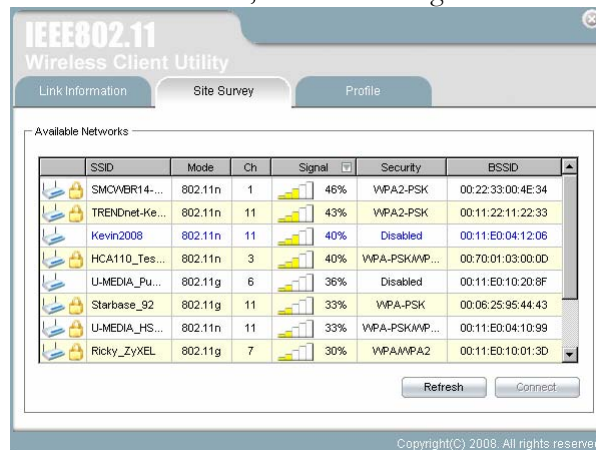 IEEE802.11
Wireless Client Utility
Link Information Site Survey Profile
Available Networks
SSID Mode Ch Signal Security BSSID
SMCWBR14-... 802.11n 1 46% WPA2-PSK 00:22:33:00:4E:34
TRENDnet-Ke... 802.11n 11 43% WPA2-PSK 00:11:22:11:22:33
Kevin2008 802.11n 11 40% Disabled 00:11:E0:04:12:06
HCA110_Tes... 802.11n 3 40% WPA-PSK/WP... 00:70:01:03:00:0D
U-MEDIA_Pu... 802.11g 6 36% Disabled 00:11:E0:10:20:8F
Starbase_92 802.11g 11 33% WPA-PSK 00:06:25:95:44:43
U-MEDIA_HS... 802.11n 11 33% WPA-PSK/WP... 00:11:E0:04:10:99
Ricky_ZyXEL 802.11g 7 30% WPA/WPA2 00:11:E0:10:01:3D
Refresh Connect
Copyright(C) 2008. All rights reserve